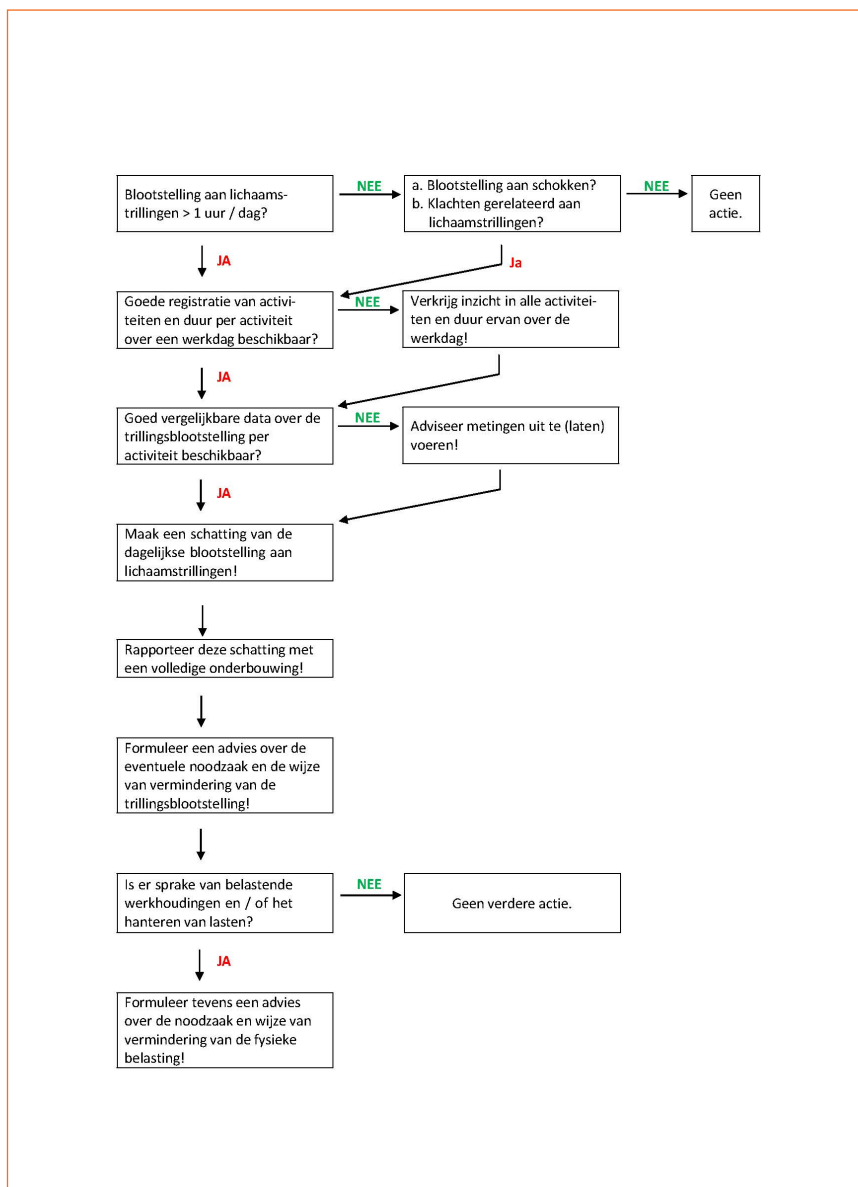 Blootstelling aan lichaams-
trillingen > 1 uur / dag?
NEE
a. Blootstelling aan schokken?
b. Klachten gerelateerd aan
lichaamstrillingen?
NEE
Geen
actie.
JA
Ja
Goede registratie van activi-
teiten en duur per activiteit
over een werkdag beschikbaar?
NEE
Verkrijg inzicht in alle activitei-
ten en duur ervan over de
werkdag!
JA
Goed vergelijkbare data over de
trillingsblootstelling per
activiteit beschikbaar?
NEE
Adviseer metingen uit te (laten)
voeren!
JA
Maak een schatting van de
dagelijkse blootstelling aan
lichaamstrillingen!
Rapporteer deze schatting met
een volledige onderbouwing!
Formuleer een advies over de
eventuele noodzaak en de wijze
van vermindering van de
trillingsblootstelling!
Is er sprake van belastende
werkhoudingen en / of het
hanteren van lasten?
NEE
Geen verdere actie.
JA
Formuleer tevens een advies
over de noodzaak en wijze van
vermindering van de fysieke
belasting!